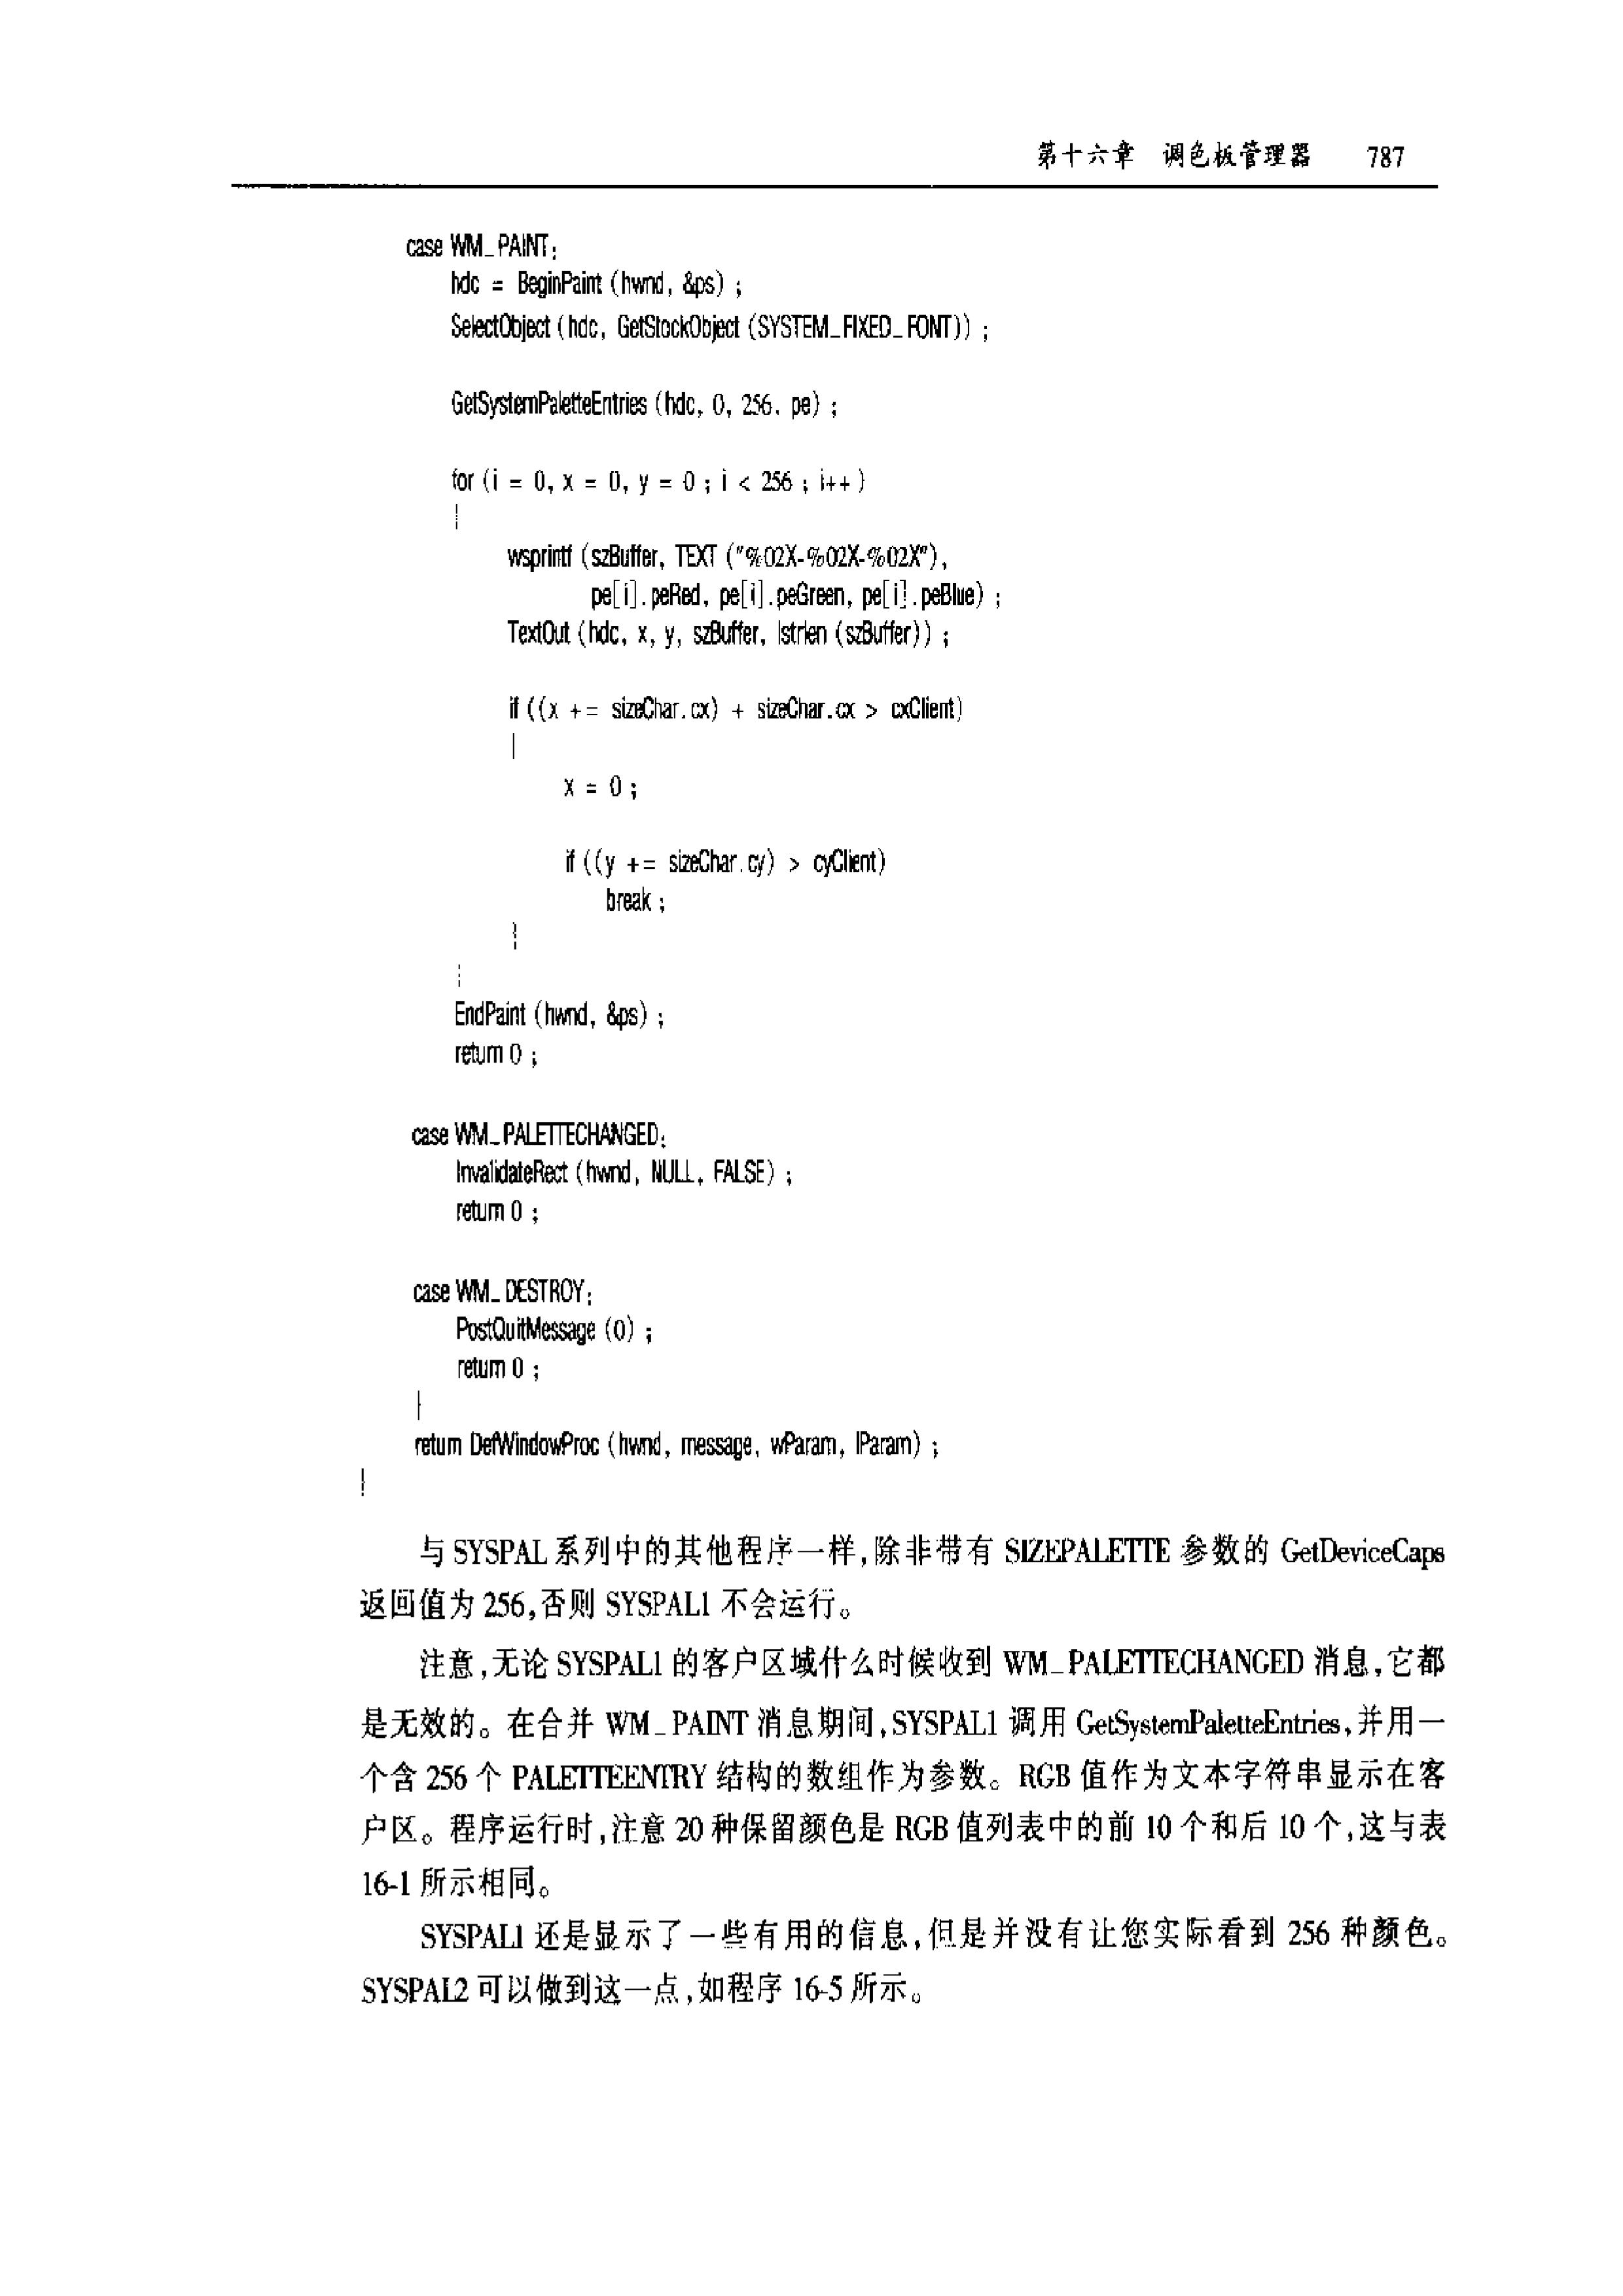 第十六章 调色板管理器 787
case WM_PAINT:
hdc = BeginPaint (hwnd, &ps) ;
SelectObject (hdc, GetStockObject (SYSTEM_FIXED_FONT)) ;
GetSystemPaletteEntries (hdc, 0, 256, pe) ;
for (i = 0, x = 0, y = 0 ; i < 256 ; i++)
{
wsprintf (szBuffer, TEXT ("%02X-%02X-%02X"),
pe[i].peRed, pe[i].peGreen, pe[i].peBlue) ;
TextOut (hdc, x, y, szBuffer, lstrlen (szBuffer)) ;
if ((x += sizeChar.cx) + sizeChar.cx > cxClient)
{
x = 0 ;
if ((y += sizeChar.cy) > cyClient)
break ;
}
}
EndPaint (hwnd, &ps) ;
return 0 ;
case WM_PALETTECHANGED:
InvalidateRect (hwnd, NULL, FALSE) ;
return 0 ;
case WM_DESTROY:
PostQuitMessage (0) ;
return 0 ;
}
return DefWindowProc (hwnd, message, wParam, lParam) ;
}
与 SYSPAL 系列中的其他程序一样,除非带有 SIZEPALETTE 参数的 GetDeviceCaps
返回值为 256,否则 SYSPAL1 不会运行。
注意,无论 SYSPAL1 的客户区域什么时候收到 WM_PALETTECHANGED 消息,它都
是无效的。在合并 WM_PAINT 消息期间,SYSPAL1 调用 GetSystemPaletteEntries,并用一
个含 256 个 PALETTEENTRY 结构的数组作为参数。RGB 值作为文本字符串显示在客
户区。程序运行时,注意 20 种保留颜色是 RGB 值列表中的前 10 个和后 10 个,这与表
16-1 所示相同。
SYSPAL1 还是显示了一些有用的信息,但是并没有让您实际看到 256 种颜色。
SYSPAL2 可以做到这一点,如程序 16-5 所示。